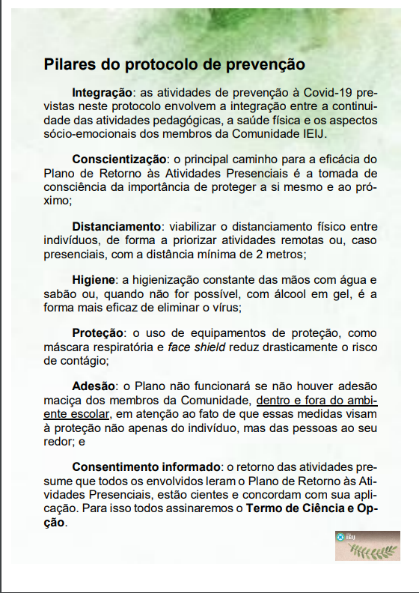 Pilares do protocolo de prevenção
Integração: as atividades de prevenção à Covid-19 pre-
vistas neste protocolo envolvem a integração entre a continui-
dade das atividades pedagógicas, a saúde física e os aspectos
sócio-emocionais dos membros da Comunidade IEIJ.
Conscientização: o principal caminho para a eficácia do
Plano de Retorno às Atividades Presenciais é a tomada de
consciência da importância de proteger a si mesmo e ao pró-
ximo;
Distanciamento: viabilizar o distanciamento físico entre
indivíduos, de forma a priorizar atividades remotas ou, caso
presenciais, com a distância mínima de 2 metros;
Higiene: a higienização constante das mãos com água e
sabão ou, quando não for possível, com álcool em gel, é a
forma mais eficaz de eliminar o vírus;
Proteção: o uso de equipamentos de proteção, como
máscara respiratória e face shield reduz drasticamente o risco
de contágio;
Adesão: o Plano não funcionará se não houver adesão
maciça dos membros da Comunidade, dentro e fora do ambi-
ente escolar, em atenção ao fato de que essas medidas visam
à proteção não apenas do indivíduo, mas das pessoas ao seu
redor; e
Consentimento informado: o retorno das atividades pre-
sume que todos os envolvidos leram o Plano de Retorno às Ati-
vidades Presenciais, estão cientes e concordam com sua apli-
cação. Para isso todos assinaremos o Termo de Ciência e Op-
ção.